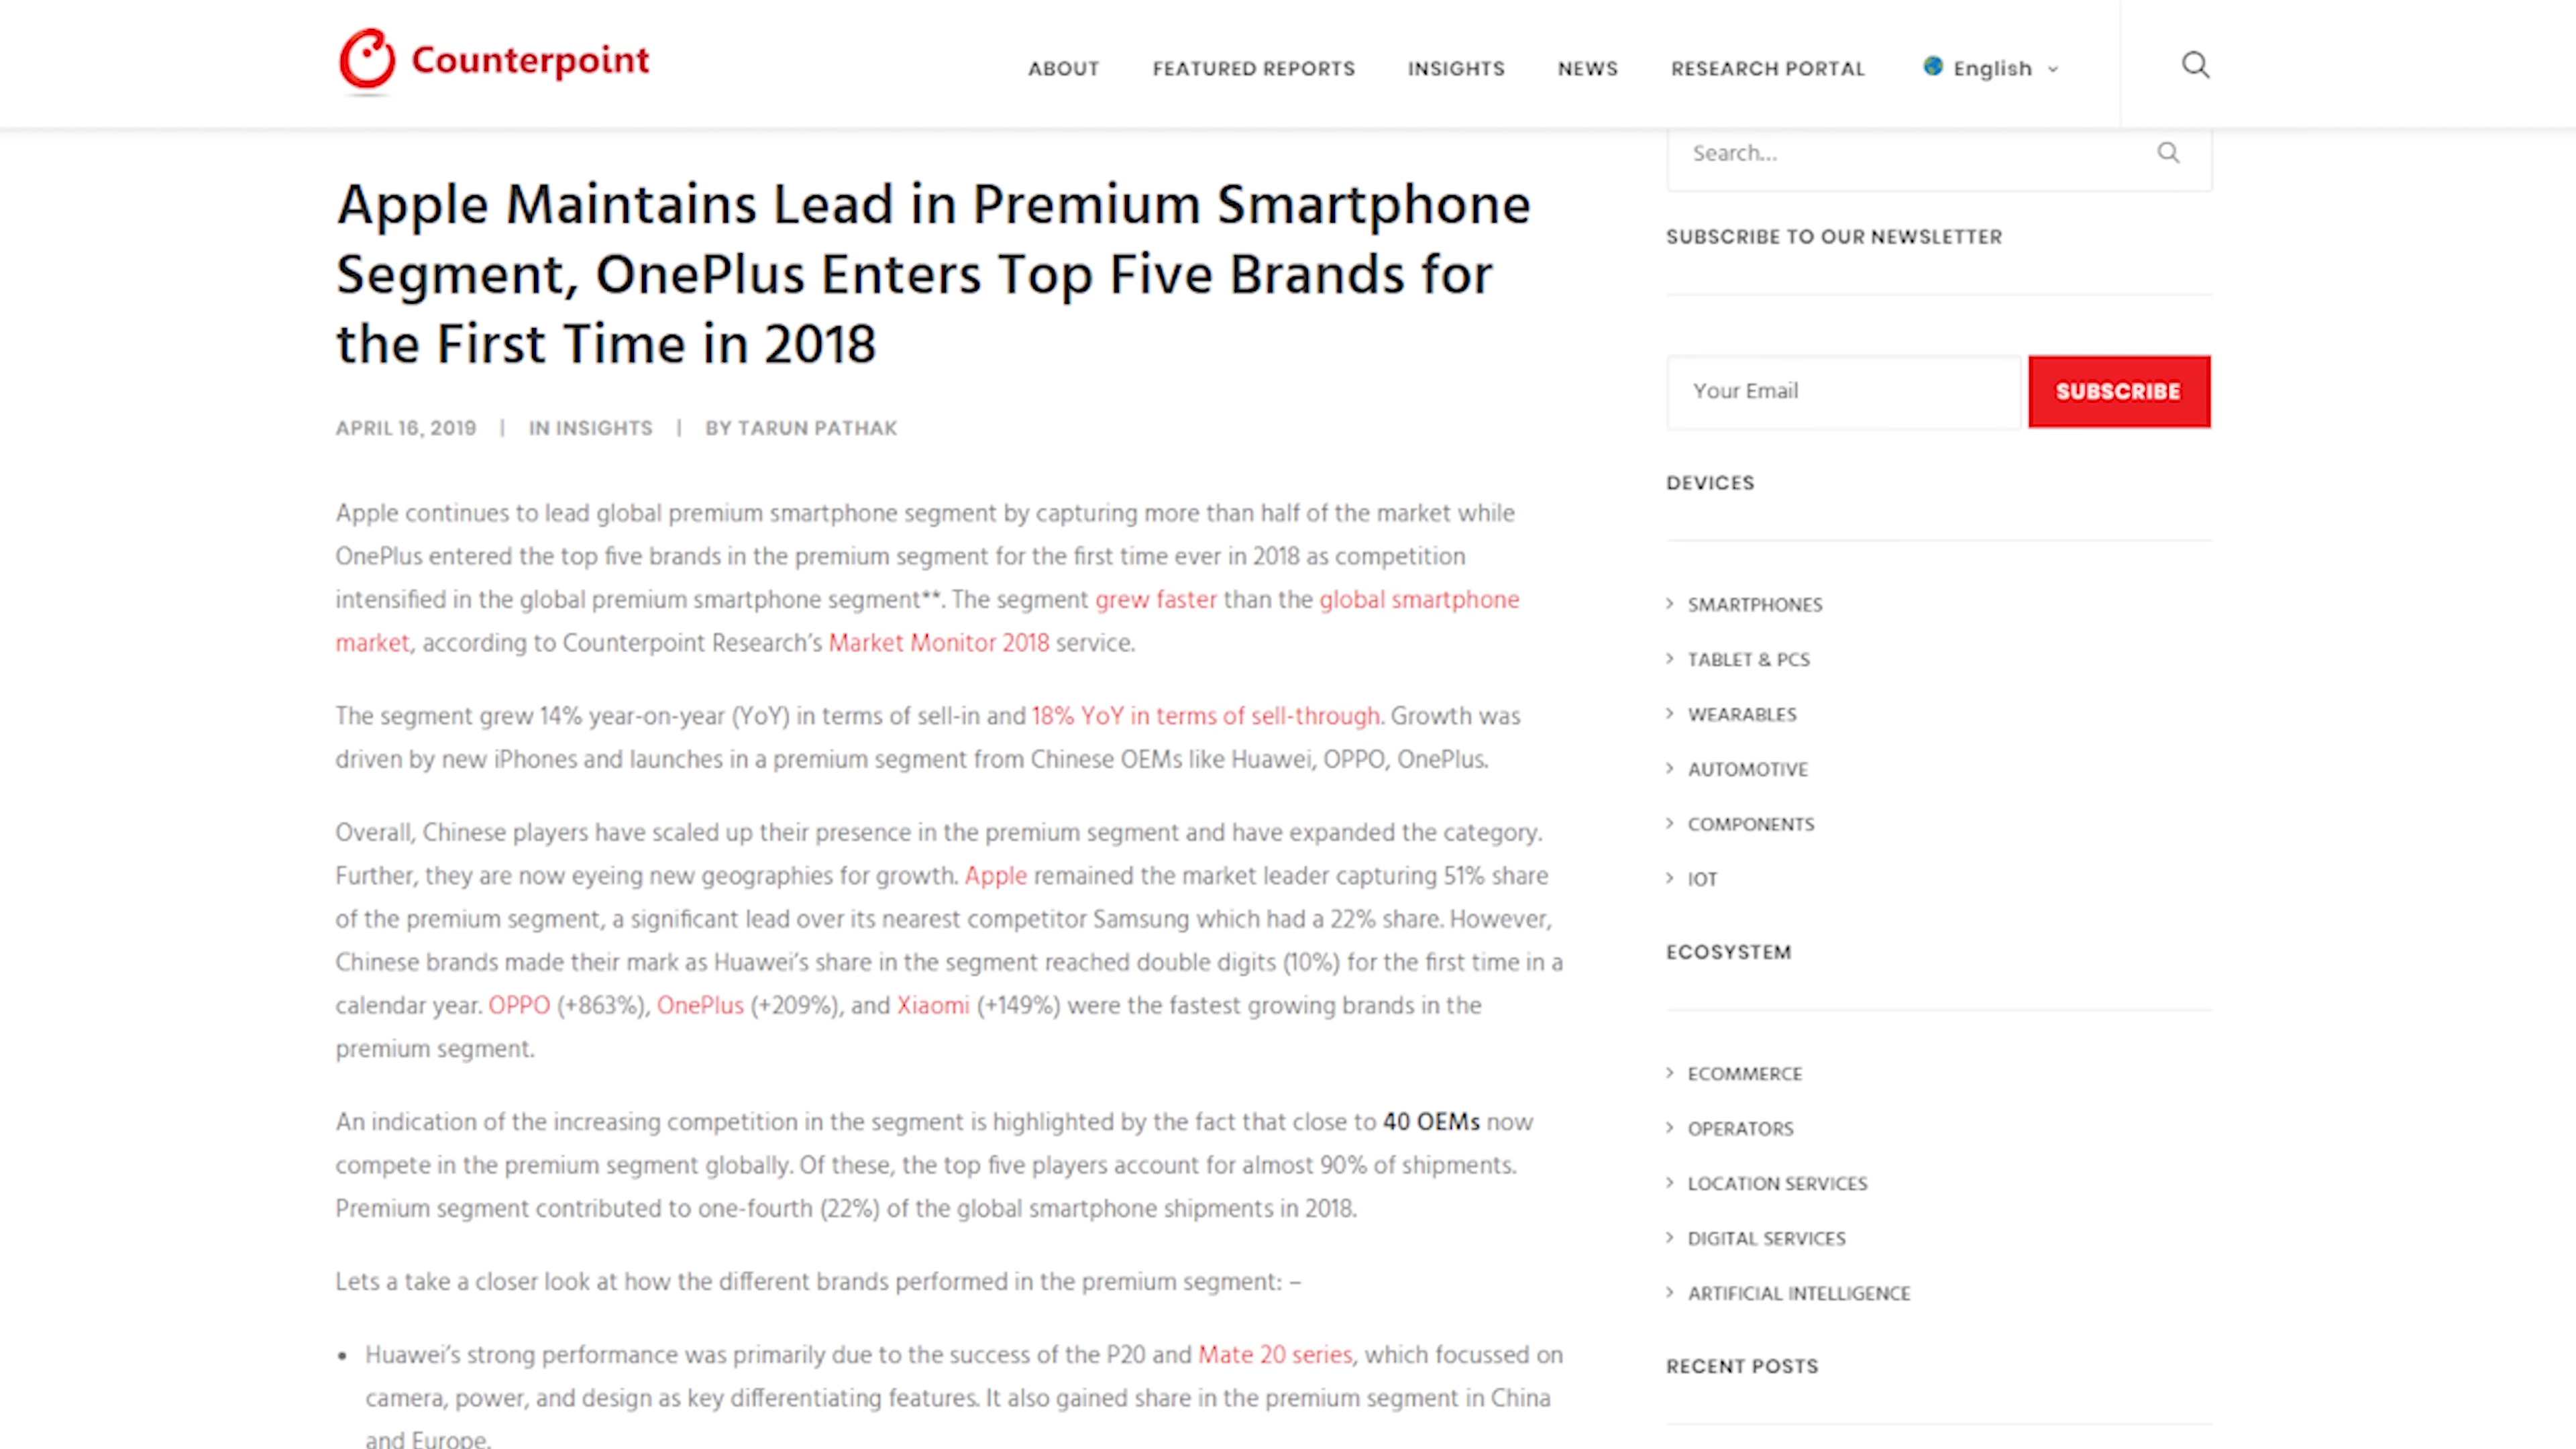 Counterpoint
ABOUT FEATURED REPORTS INSIGHTS NEWS RESEARCH PORTAL English
Apple Maintains Lead in Premium Smartphone
Segment, OnePlus Enters Top Five Brands for
the First Time in 2018
APRIL 16, 2019 | IN INSIGHTS | BY TARUN PATHAK
Apple continues to lead global premium smartphone segment by capturing more than half of the market while
OnePlus entered the top five brands in the premium segment for the first time ever in 2018 as competition
intensified in the global premium smartphone segment**. The segment grew faster than the global smartphone
market, according to Counterpoint Research's Market Monitor 2018 service.
The segment grew 14% year-on-year (YoY) in terms of sell-in and 18% YoY in terms of sell-through. Growth was
driven by new iPhones and launches in a premium segment from Chinese OEMs like Huawei, OPPO, OnePlus.
Overall, Chinese players have scaled up their presence in the premium segment and have expanded the category.
Further, they are now eyeing new geographies for growth. Apple remained the market leader capturing 51% share
of the premium segment, a significant lead over its nearest competitor Samsung which had a 22% share. However,
Chinese brands made their mark as Huawei's share in the segment reached double digits (10%) for the first time in a
calendar year. OPPO (+863%), OnePlus (+209%), and Xiaomi (+149%) were the fastest growing brands in the
premium segment.
An indication of the increasing competition in the segment is highlighted by the fact that close to 40 OEMs now
compete in the premium segment globally. Of these, the top five players account for almost 90% of shipments.
Premium segment contributed to one-fourth (22%) of the global smartphone shipments in 2018.
Lets a take a closer look at how the different brands performed in the premium segment: –
• Huawei's strong performance was primarily due to the success of the P20 and Mate 20 series, which focussed on
camera, power, and design as key differentiating features. It also gained share in the premium segment in China
and Europe.
Search...
SUBSCRIBE TO OUR NEWSLETTER
Your Email SUBSCRIBE
DEVICES
> SMARTPHONES
> TABLET & PCS
> WEARABLES
> AUTOMOTIVE
> COMPONENTS
> IOT
ECOSYSTEM
> ECOMMERCE
> OPERATORS
> LOCATION SERVICES
> DIGITAL SERVICES
> ARTIFICIAL INTELLIGENCE
RECENT POSTS